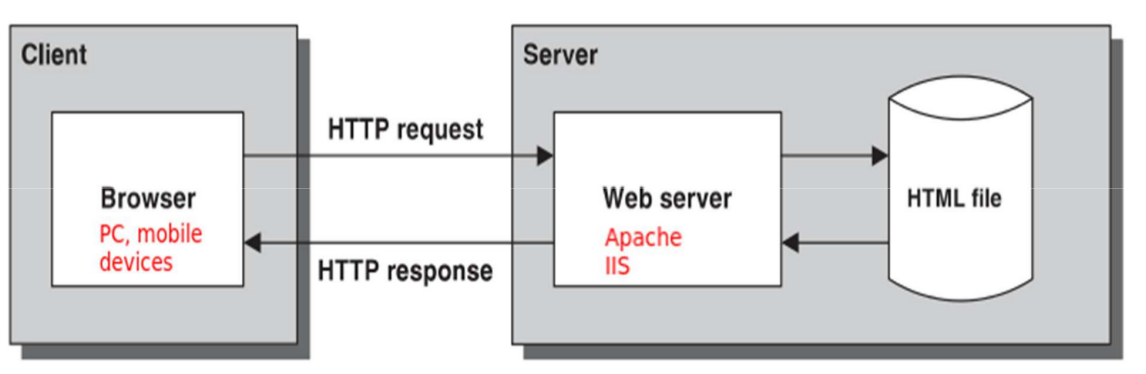 Client
Server
HTTP request
Browser
PC, mobile
devices
HTTP response
Web server
Apache
IIS
HTML file